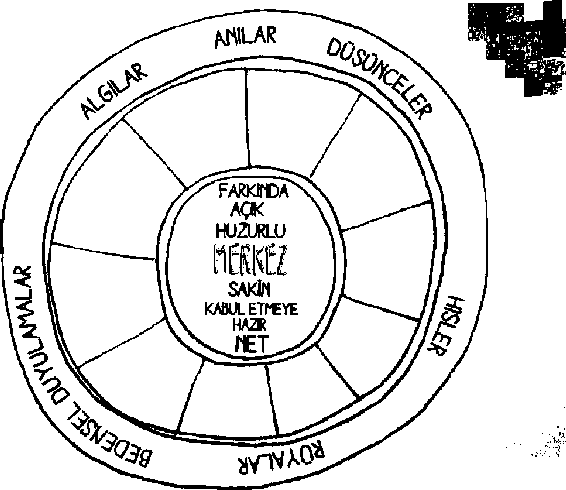 ANILAR
DÜŞÜNCELER
HİSLER
RÜYALAR
BEDENSEL DUYULAMALAR
ALGILAR
FARKINDA
AÇIK
HUZURLU
MERKEZ
SAKİN
KABUL ETMEYE
HAZIR
NET